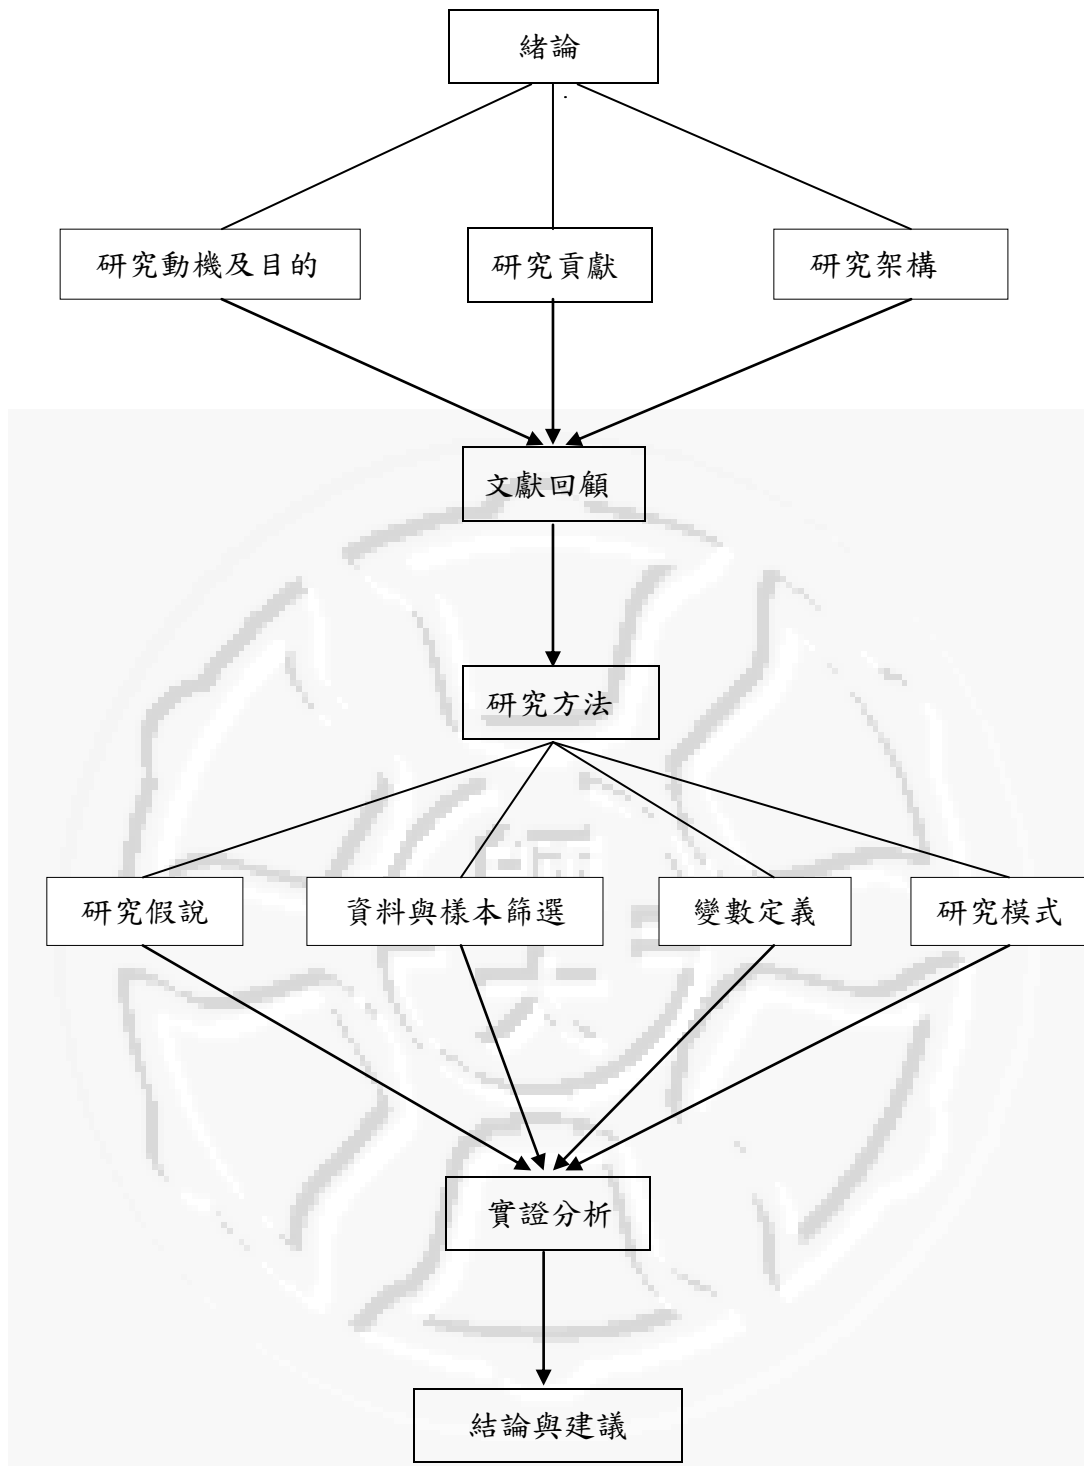 緒論
研究動機及目的
研究貢獻
研究架構
文獻回顧
研究方法
研究假說
資料與樣本篩選
變數定義
研究模式
實證分析
結論與建議